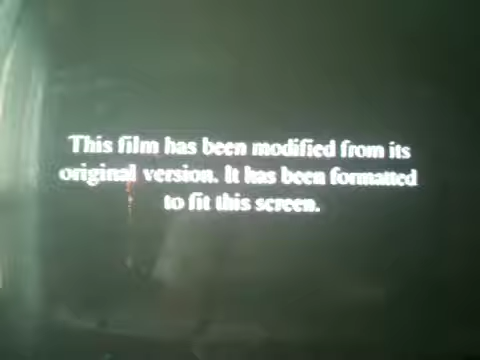 This film has been modified from its
original version. It has been formatted
to fit this screen.